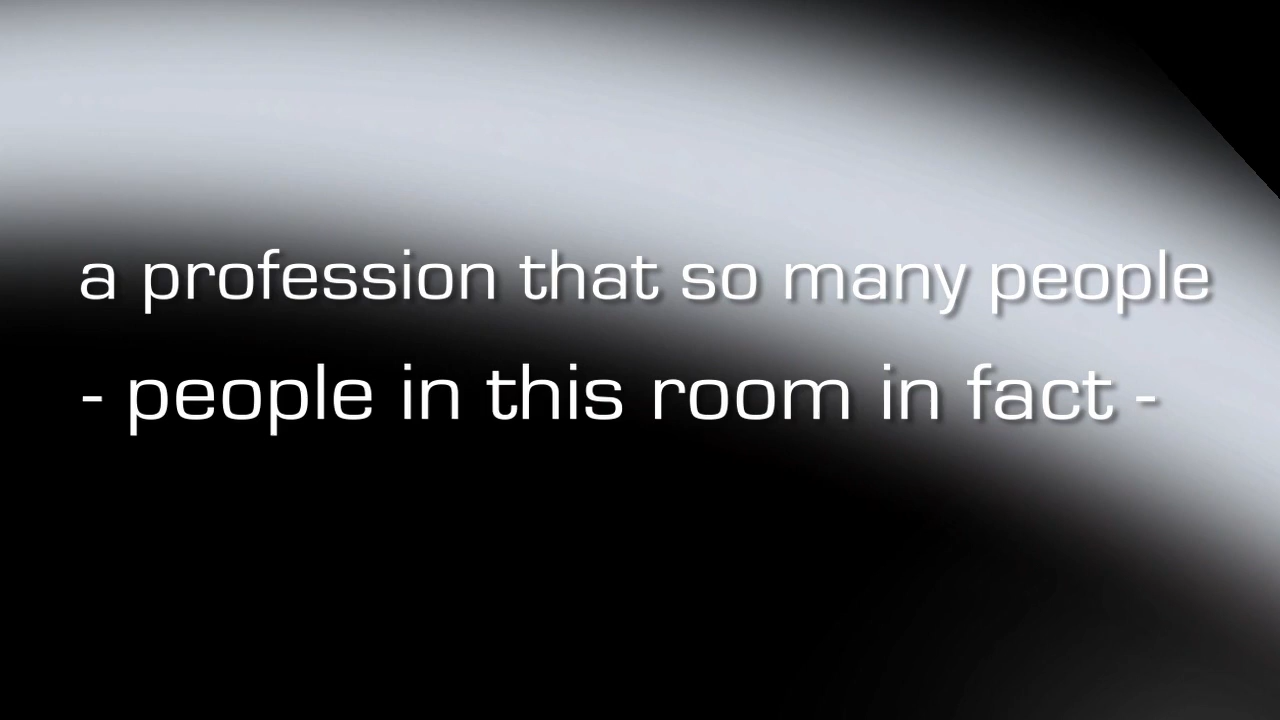 a profession that so many people
- people in this room in fact -